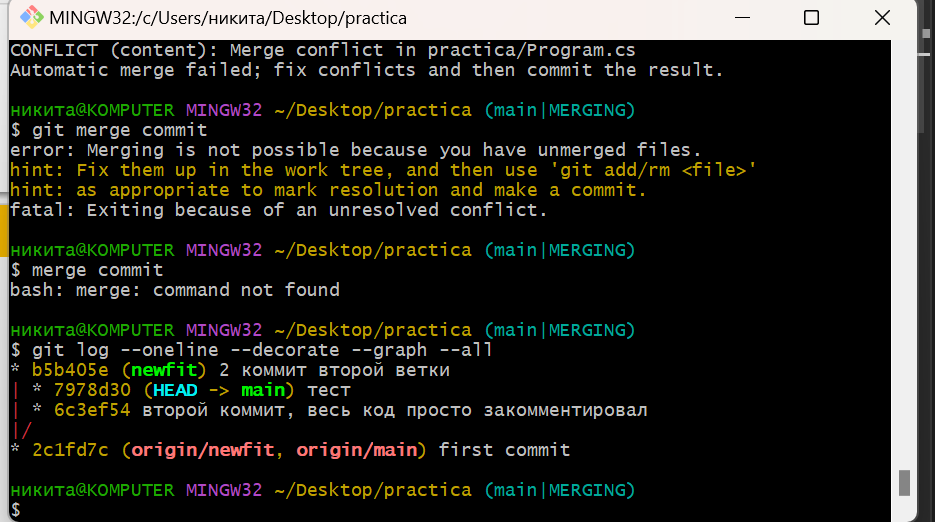 MINGW32:/c/Users/никита/Desktop/practica
CONFLICT (content): Merge conflict in practica/Program.cs
Automatic merge failed; fix conflicts and then commit the result.
никита@KOMPUTER MINGW32 ~/Desktop/practica (main|MERGING)
$ git merge commit
error: Merging is not possible because you have unmerged files.
hint: Fix them up in the work tree, and then use 'git add/rm <file>'
hint: as appropriate to mark resolution and make a commit.
fatal: Exiting because of an unresolved conflict.
никита@KOMPUTER MINGW32 ~/Desktop/practica (main|MERGING)
$ merge commit
bash: merge: command not found
никита@KOMPUTER MINGW32 ~/Desktop/practica (main|MERGING)
$ git log --oneline --decorate --graph --all
* b5b405e (newfit) 2 коммит второй ветки
| * 7978d30 (HEAD -> main) тест
| * 6c3ef54 второй коммит, весь код просто закомментировал
|/
* 2c1fd7c (origin/newfit, origin/main) first commit
никита@KOMPUTER MINGW32 ~/Desktop/practica (main|MERGING)
$